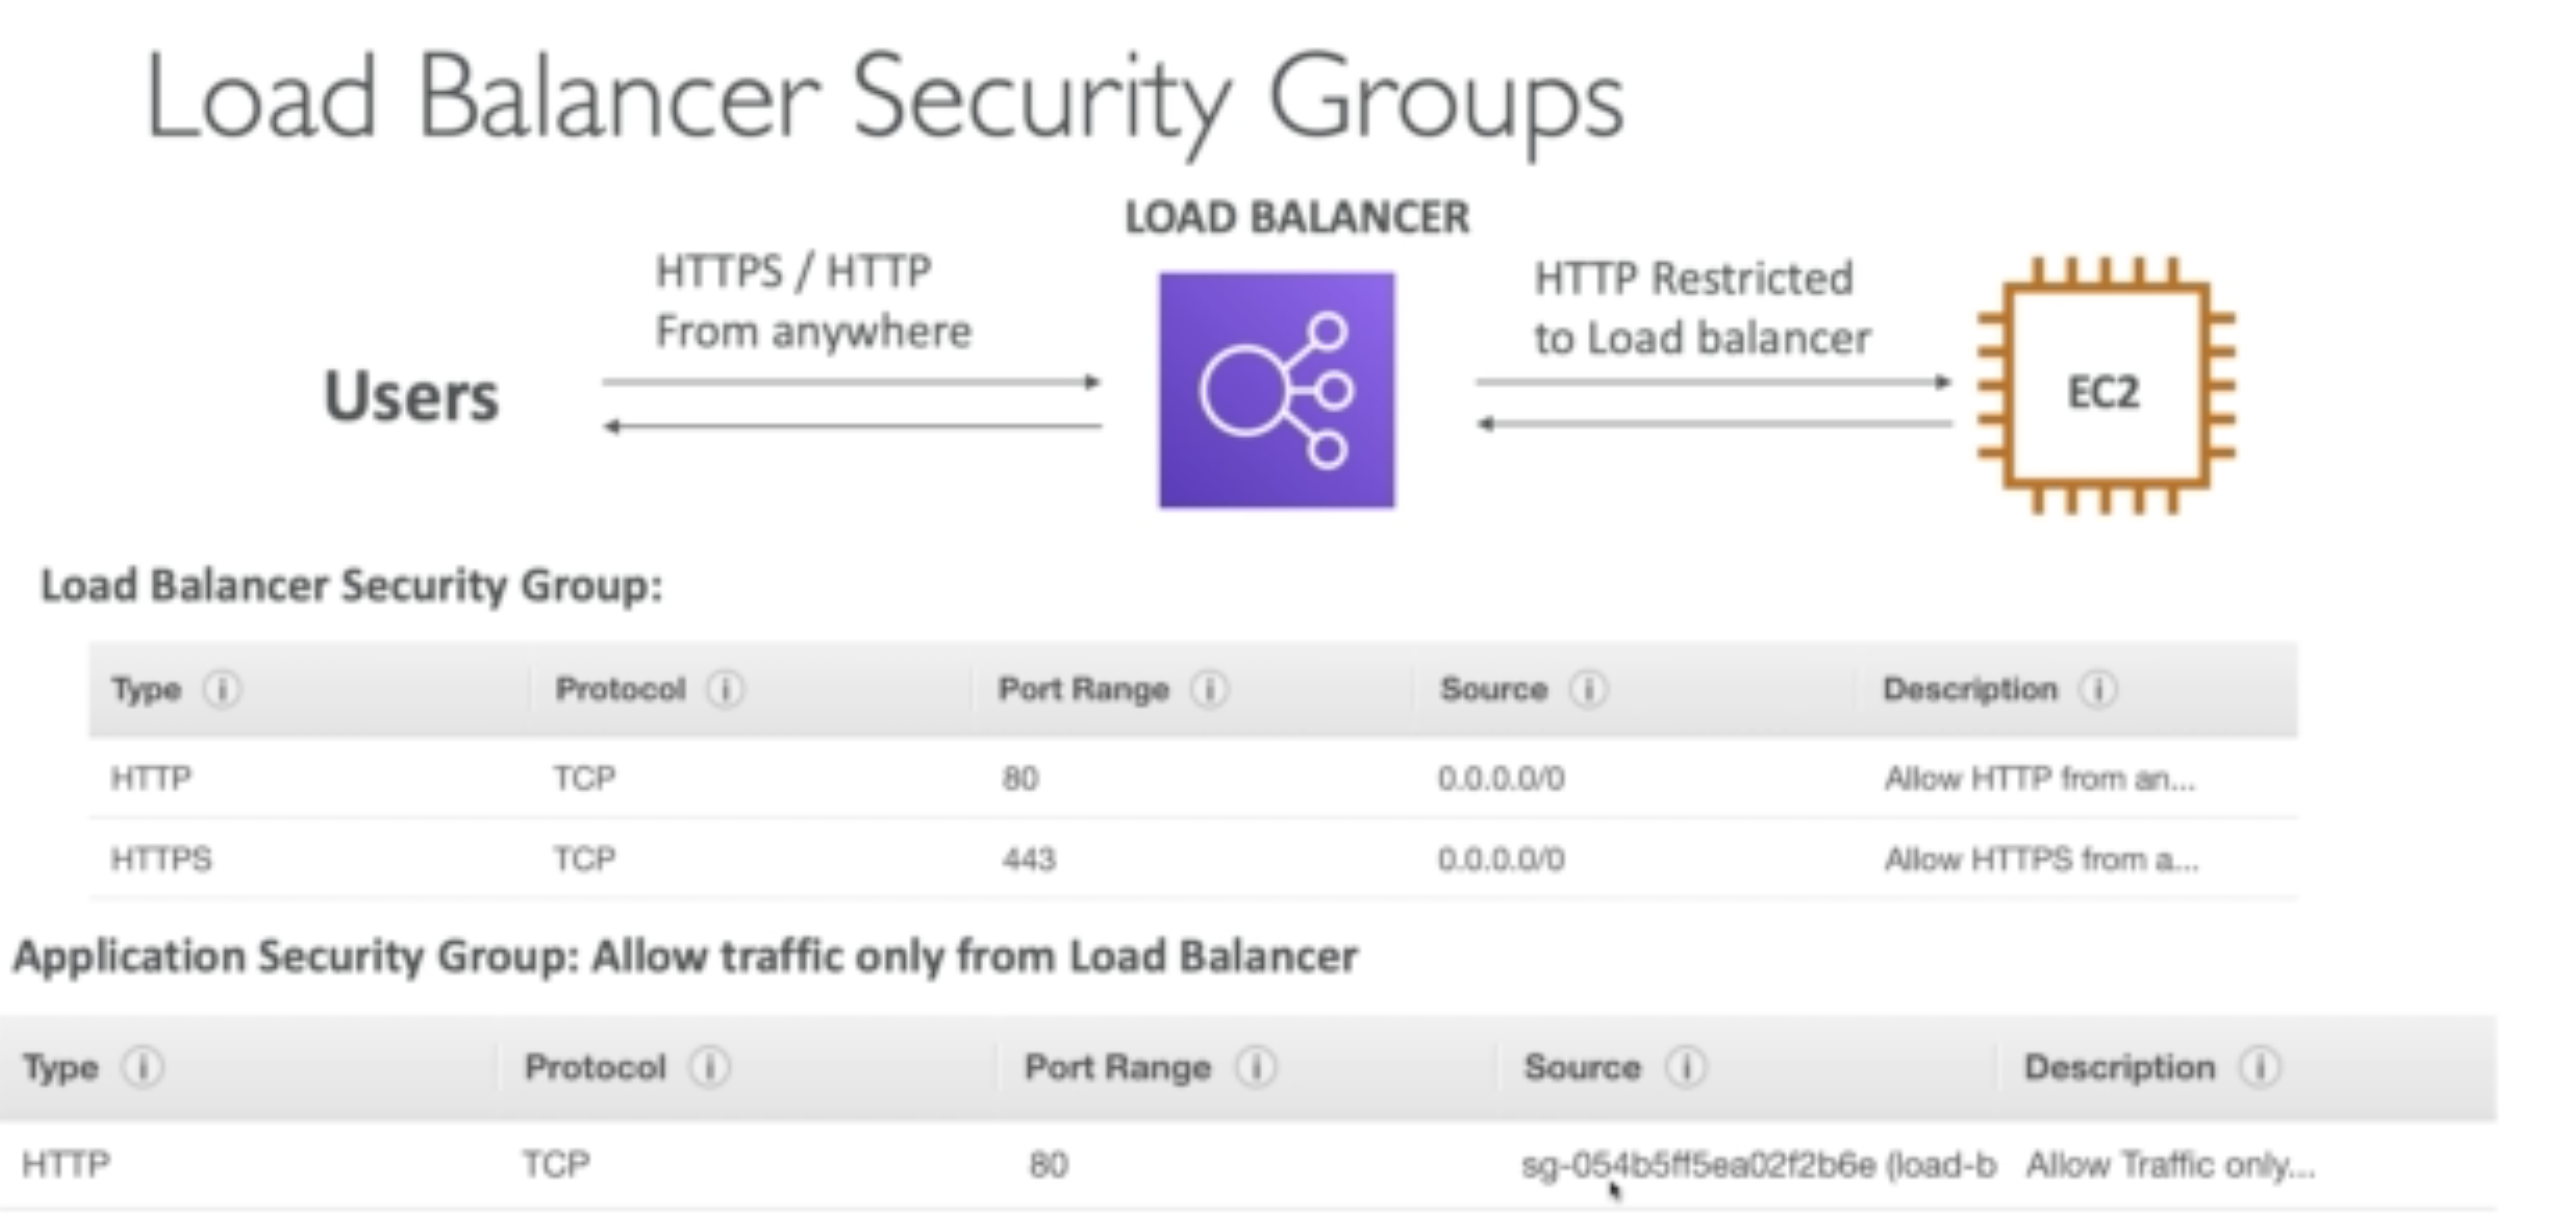 Load Balancer Security Groups
LOAD BALANCER
HTTPS / HTTP
From anywhere
HTTP Restricted
to Load balancer
Users
EC2
Load Balancer Security Group:
Type Protocol Port Range Source Description
HTTP TCP 80 0.0.0.0/0 Allow HTTP from an...
HTTPS TCP 443 0.0.0.0/0 Allow HTTPS from a...
Application Security Group: Allow traffic only from Load Balancer
Type Protocol Port Range Source Description
HTTP TCP 80 sg-054b5ff5ea02f2b6e (load-b Allow Traffic only...